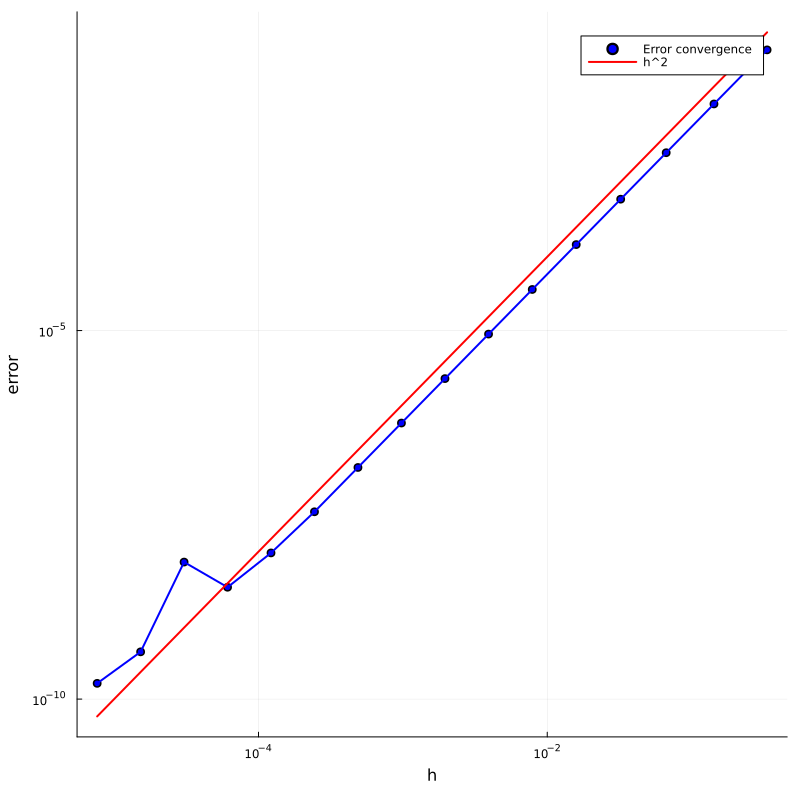 Error convergence
h^2
10⁻⁵
error
10⁻¹⁰
10⁻⁴
10⁻²
h